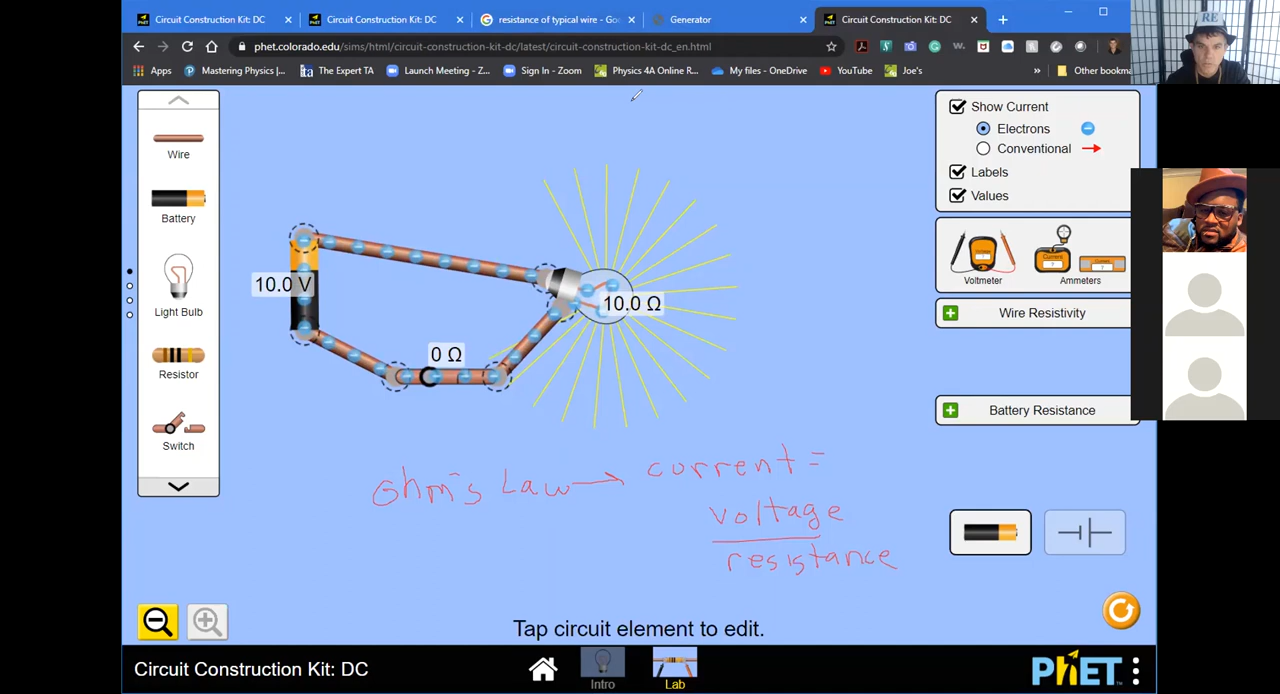 Circuit Construction Kit: DC
Circuit Construction Kit: DC
resistance of typical wire - Goo
Generator
Circuit Construction Kit: DC
phet.colorado.edu/sims/html/circuit-construction-kit-dc/latest/circuit-construction-kit-dc_en.html
Apps
Mastering Physics |...
The Expert TA
Launch Meeting - Z...
Sign In - Zoom
Physics 4A Online R...
My files - OneDrive
YouTube
Joe's
»
Other bookma
RE
Wire
Battery
Light Bulb
Resistor
Switch
10.0 V
10.0 Ω
0 Ω
Show Current
Electrons
Conventional
Labels
Values
Voltmeter
Ammeters
Wire Resistivity
Battery Resistance
ohm's Law → current =
voltage
resistance
Tap circuit element to edit.
Circuit Construction Kit: DC
Intro
Lab
PhET